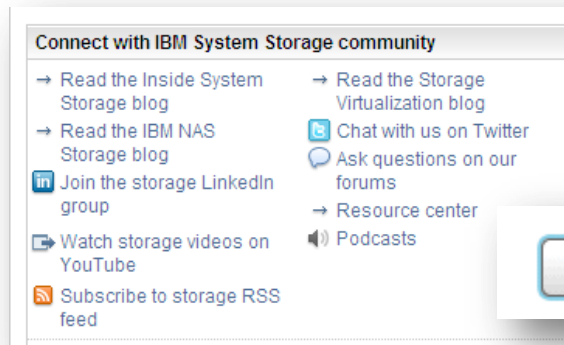 Connect with IBM System Storage community
→ Read the Inside System
Storage blog
→ Read the IBM NAS
Storage blog
in Join the storage LinkedIn
group
Watch storage videos on
YouTube
Subscribe to storage RSS
feed
→ Read the Storage
Virtualization blog
Chat with us on Twitter
Ask questions on our
forums
→ Resource center
Podcasts